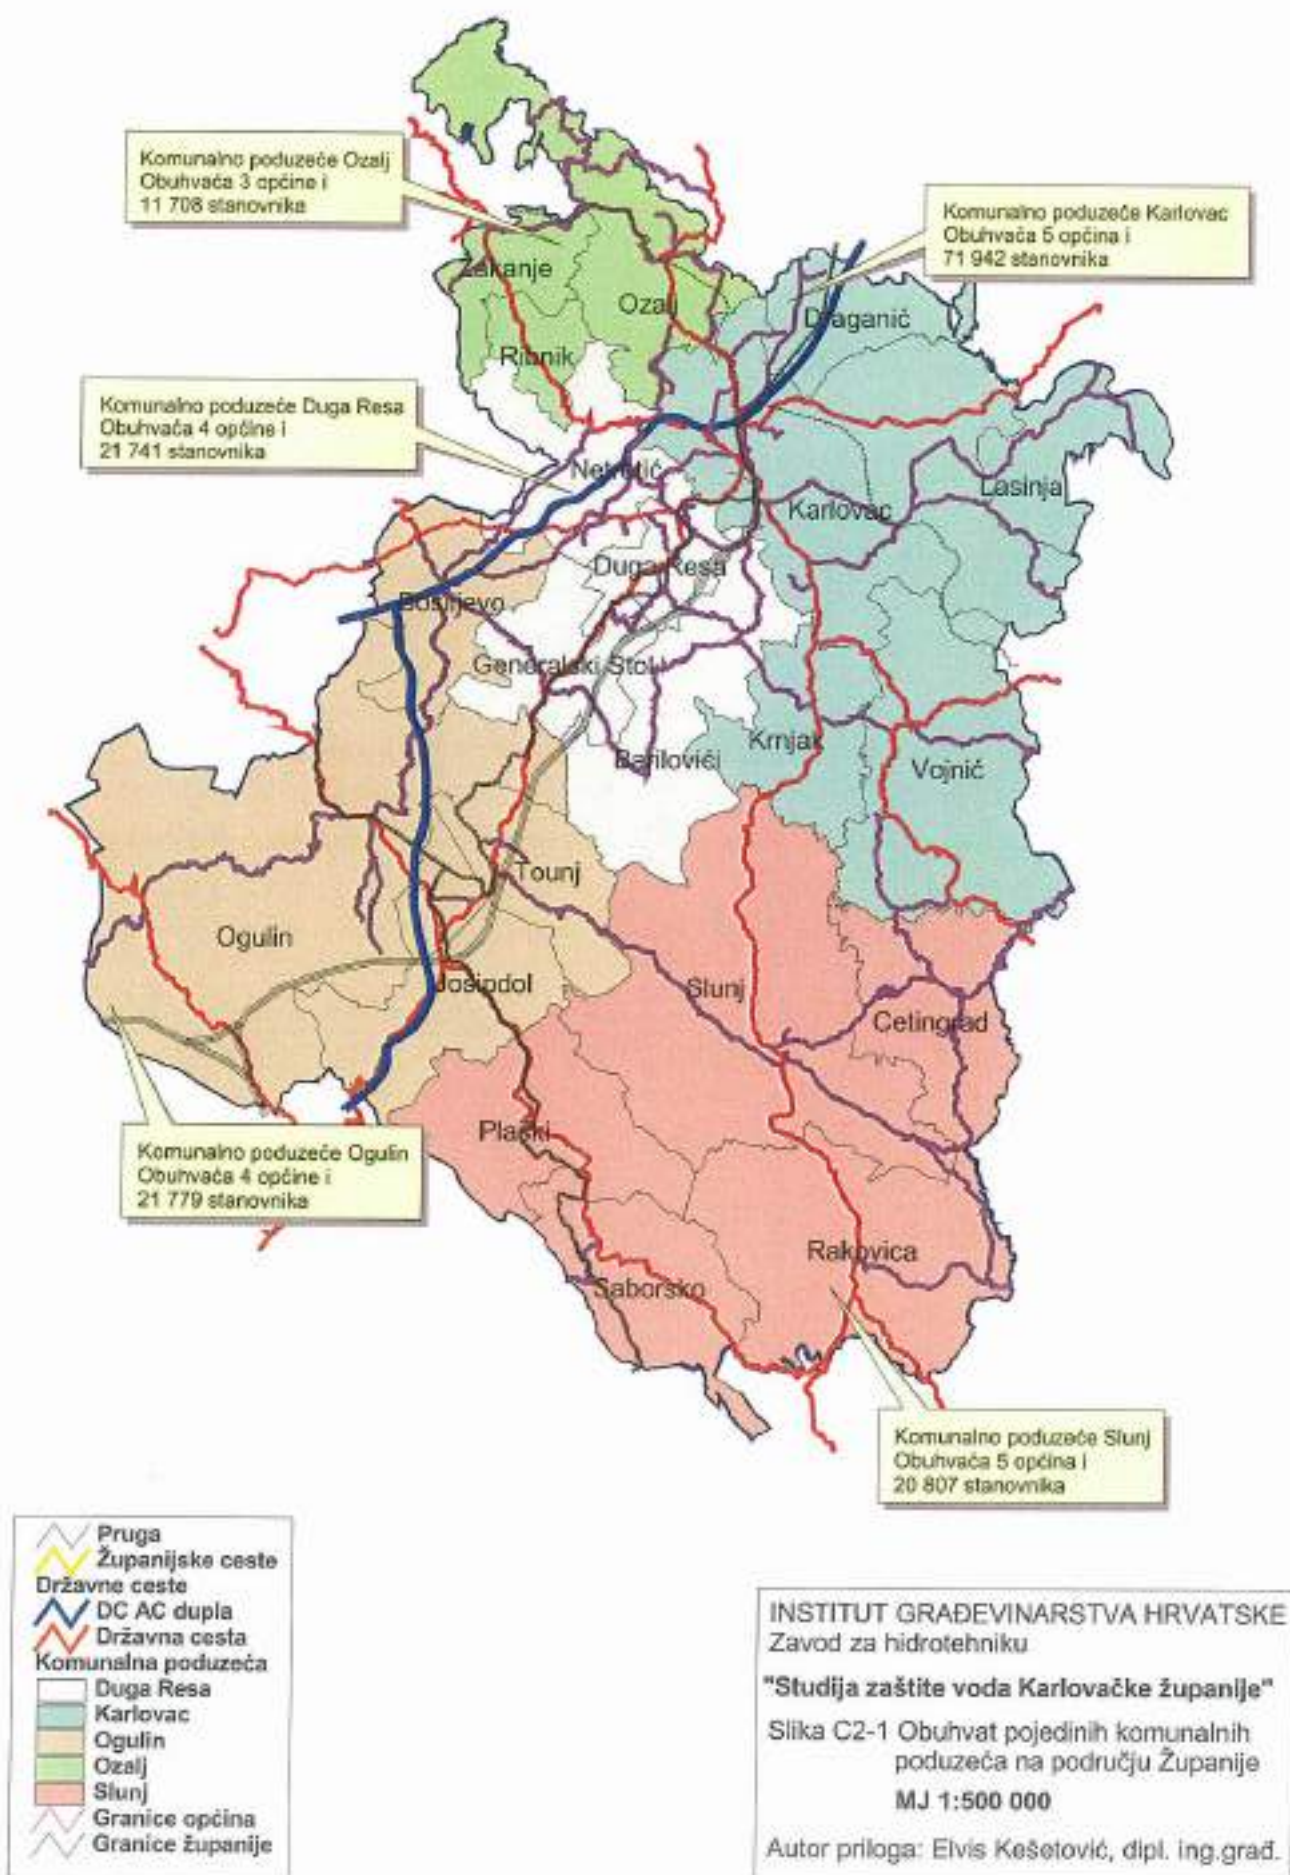 Komunalno poduzeće Ozalj
Obuhvaća 3 općine i
11 708 stanovnika
Komunalno poduzeće Karlovac
Obuhvaća 5 općina i
71 942 stanovnika
Žakanje
Ozalj
Draganić
Ribnik
Komunalno poduzeće Duga Resa
Obuhvaća 4 općine i
21 741 stanovnika
Netretić
Lasinja
Karlovac
Duga Resa
Bosiljevo
Generalski Stol
Krnjak
Barilovići
Vojnić
Tounj
Ogulin
Josipdol
Slunj
Cetingrad
Plaški
Komunalno poduzeće Ogulin
Obuhvaća 4 općine i
21 779 stanovnika
Rakovica
Saborsko
Komunalno poduzeće Slunj
Obuhvaća 5 općina i
20 807 stanovnika
Pruga
Županijske ceste
Državne ceste
DC AC dupla
Državna cesta
Komunalna poduzeća
Duga Resa
Karlovac
Ogulin
Ozalj
Slunj
Granice općina
Granice županije
INSTITUT GRAĐEVINARSTVA HRVATSKE
Zavod za hidrotehniku
"Studija zaštite voda Karlovačke županije"
Slika C2-1 Obuhvat pojedinih komunalnih
poduzeća na području Županije
MJ 1:500 000
Autor priloga: Elvis Kešetović, dipl. ing.građ.